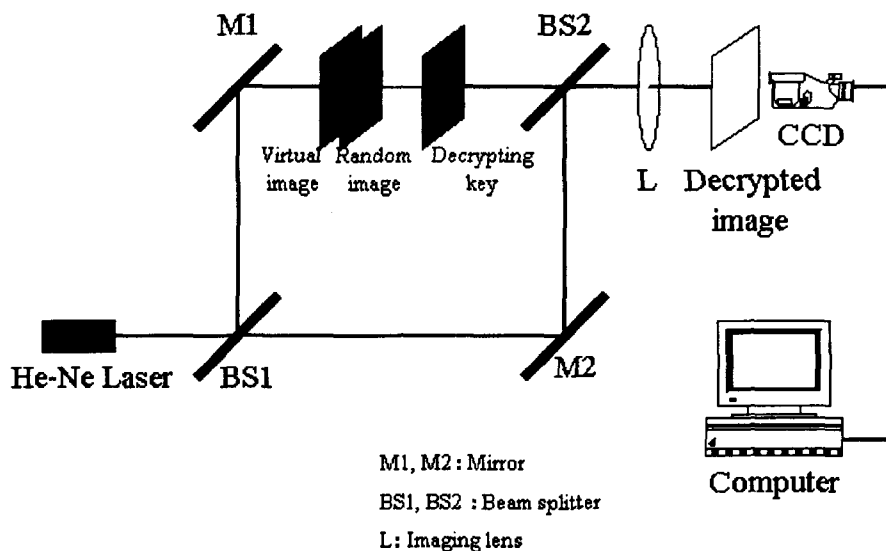 M1
BS2
Virtual image
Random image
Decrypting key
CCD
L
Decrypted image
He-Ne Laser
BS1
M2
Computer
M1, M2 : Mirror
BS1, BS2 : Beam splitter
L : Imaging lens